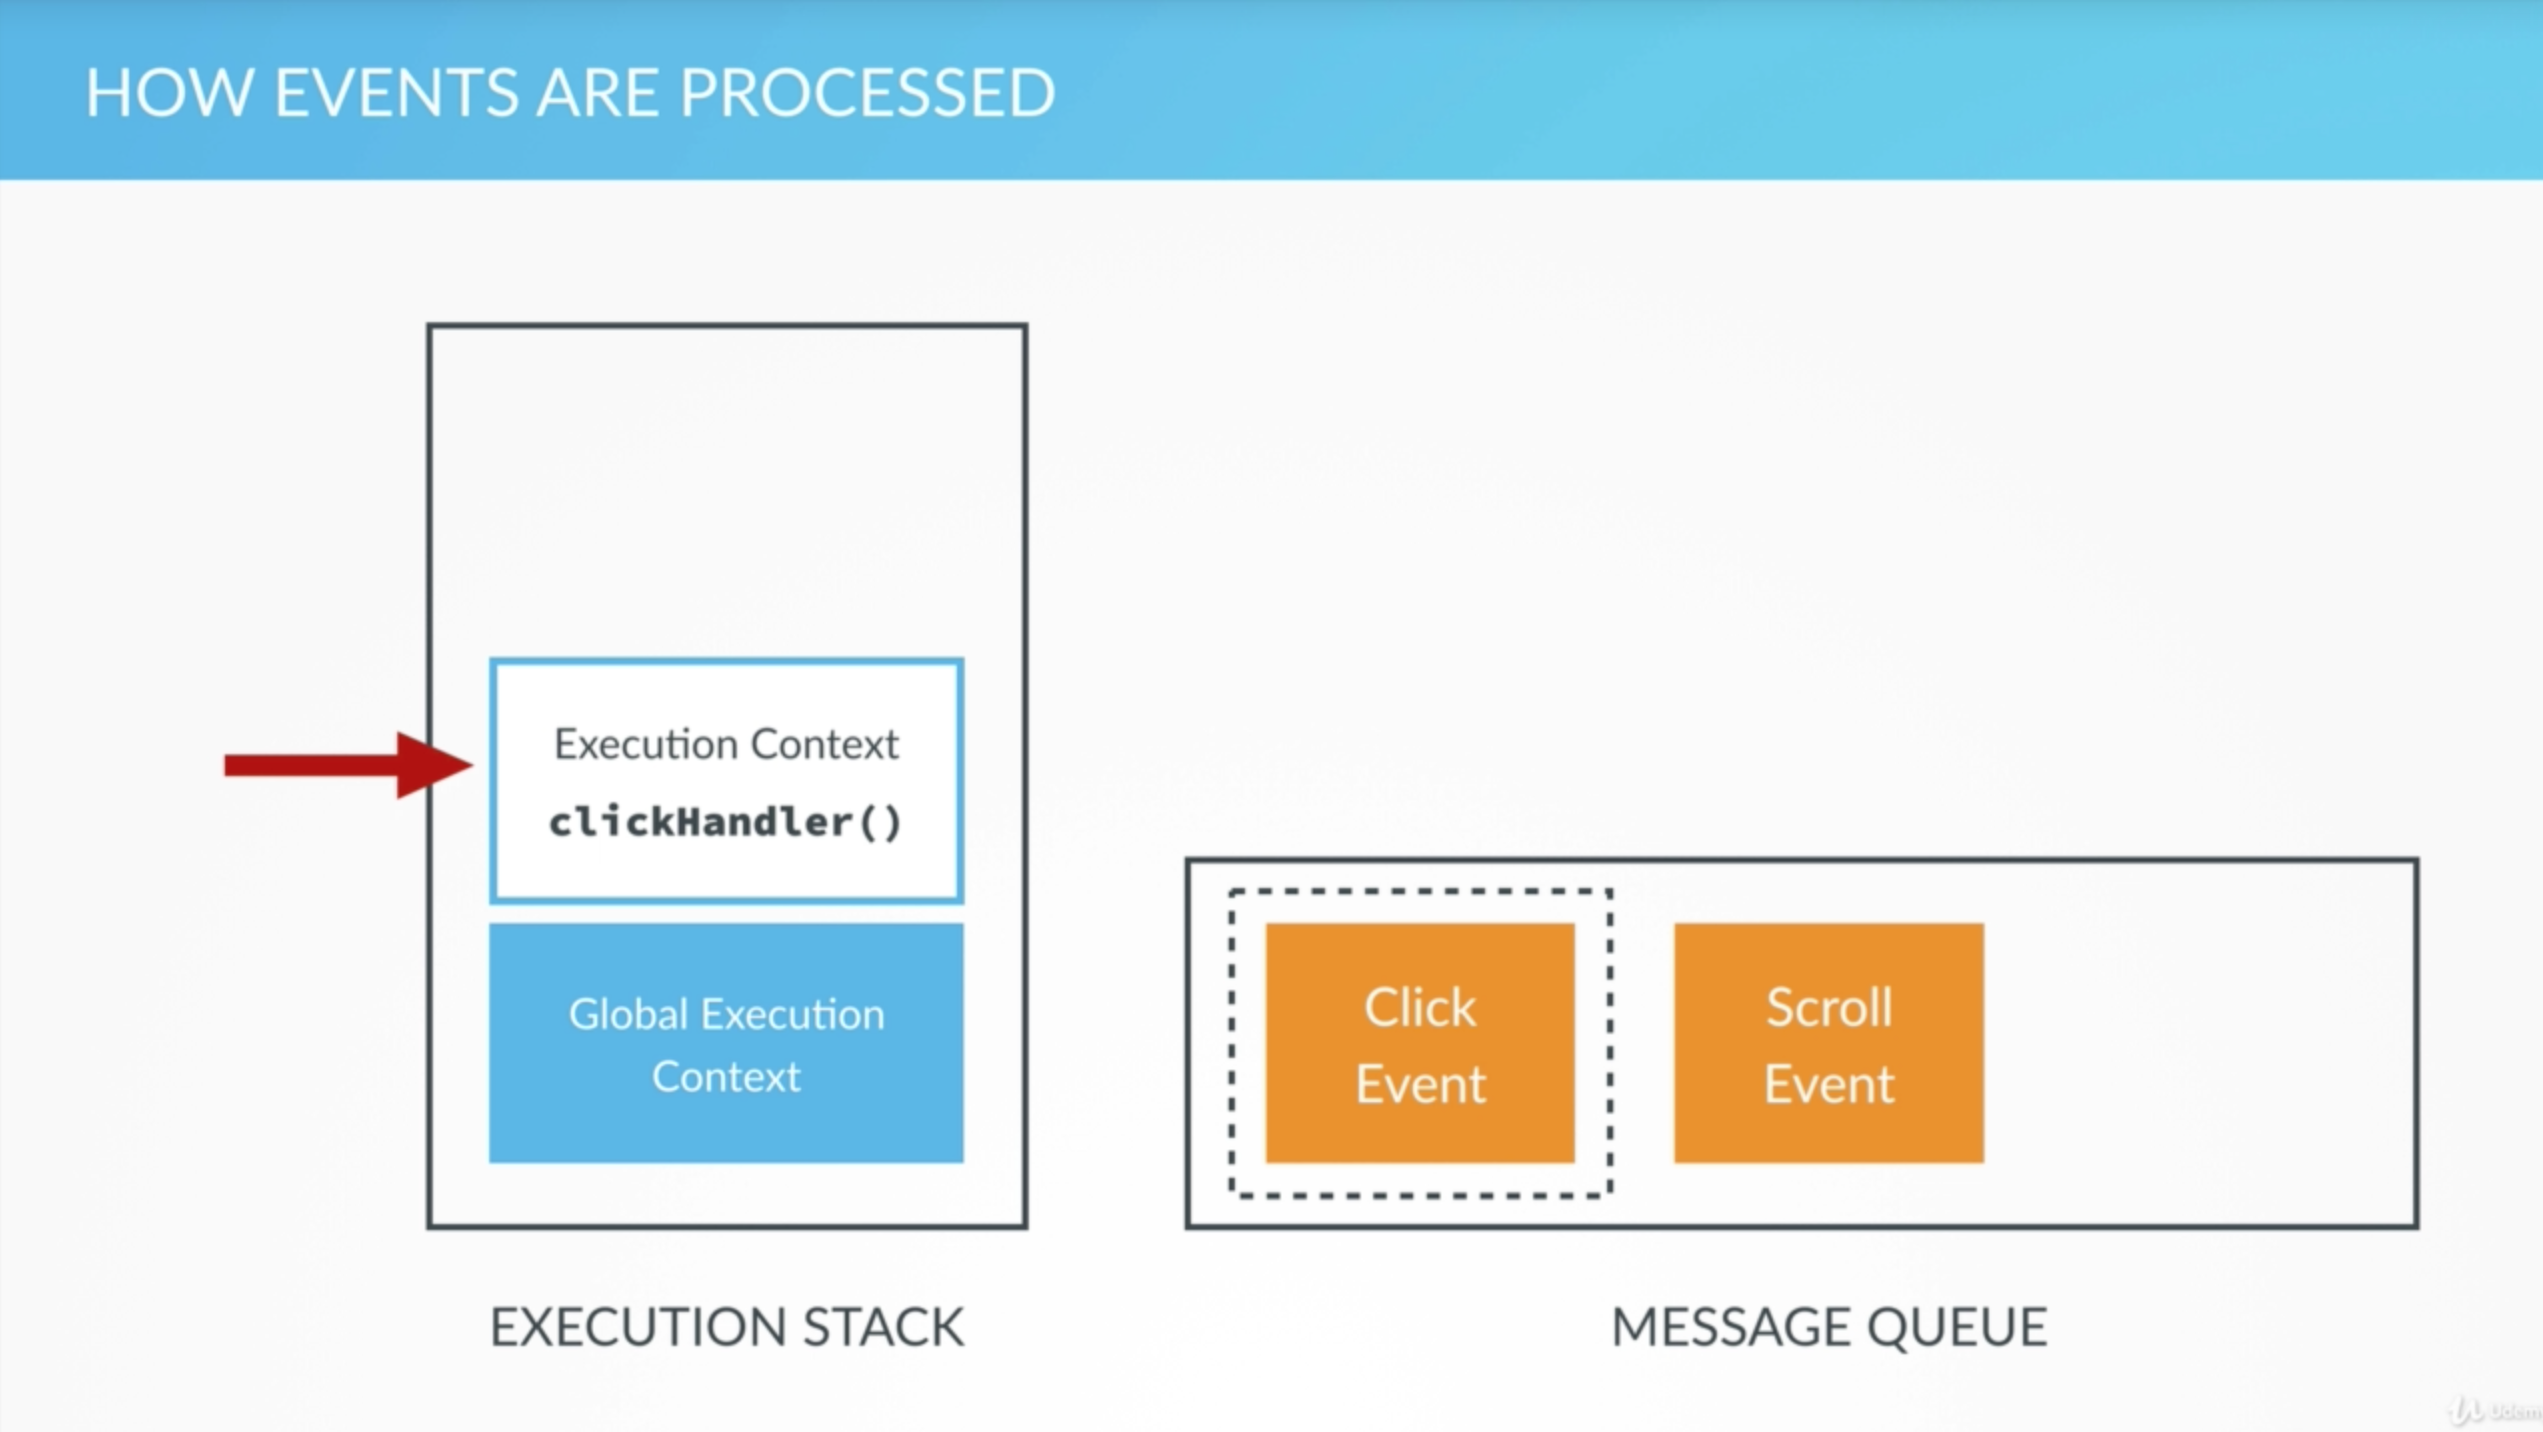 HOW EVENTS ARE PROCESSED
Execution Context
clickHandler()
Global Execution
Context
EXECUTION STACK
Click
Event
Scroll
Event
MESSAGE QUEUE